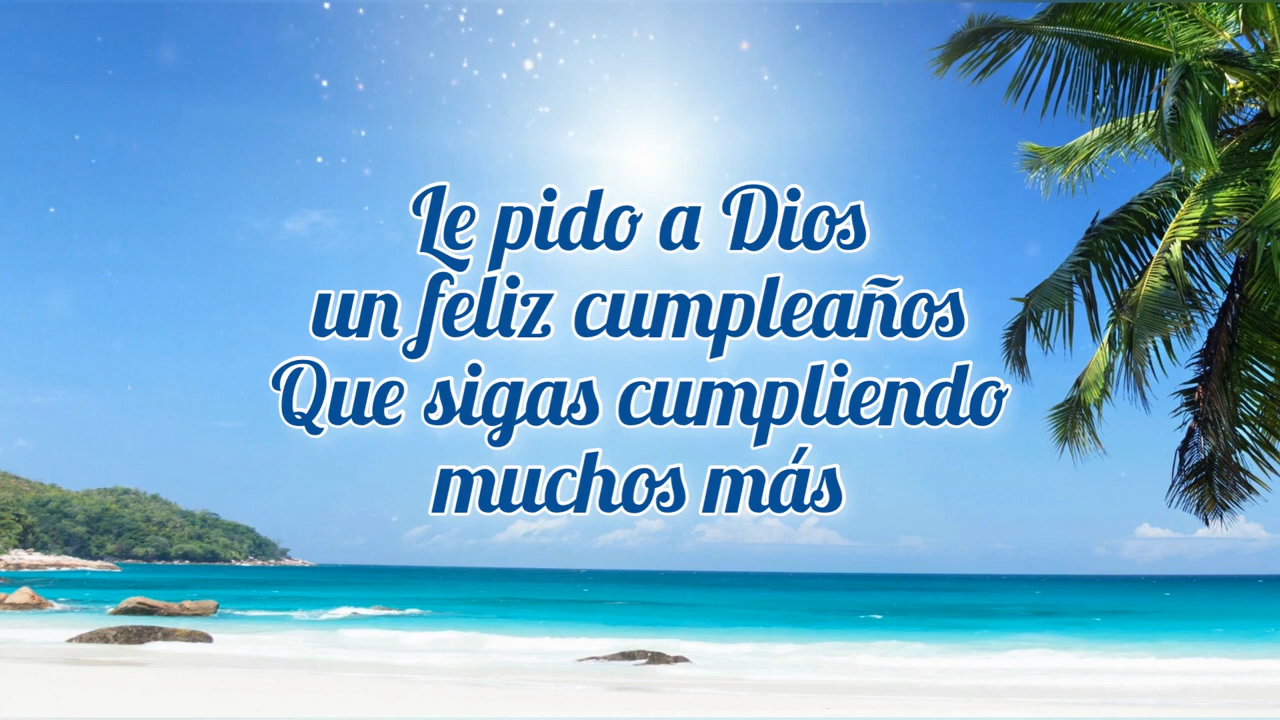 Le pido a Dios
un feliz cumpleaños
Que sigas cumpliendo
muchos más